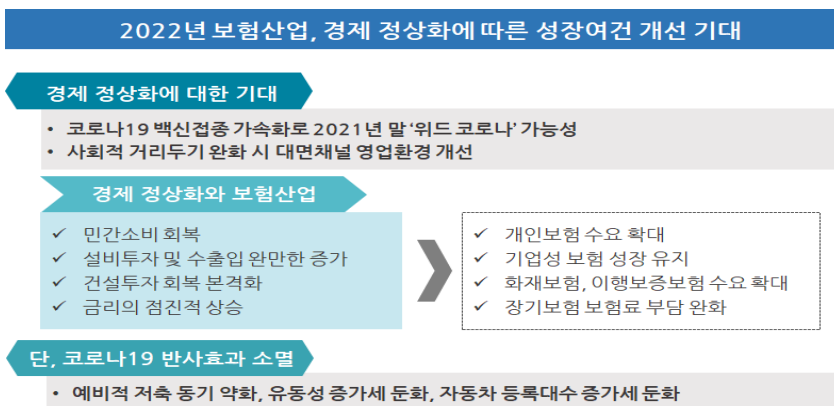 2022년 보험산업, 경제 정상화에 따른 성장여건 개선 기대
경제 정상화에 대한 기대
• 코로나19 백신접종 가속화로 2021년 말 ‘위드 코로나’ 가능성
• 사회적 거리두기 완화 시 대면채널 영업환경 개선
경제 정상화와 보험산업
✓ 민간소비 회복
✓ 설비투자 및 수출입 완만한 증가
✓ 건설투자 회복 본격화
✓ 금리의 점진적 상승
✓ 개인보험 수요 확대
✓ 기업성 보험 성장 유지
✓ 화재보험, 이행보증보험 수요 확대
✓ 장기보험 보험료 부담 완화
단, 코로나19 반사효과 소멸
• 예비적 저축 동기 약화, 유동성 증가세 둔화, 자동차 등록대수 증가세 둔화